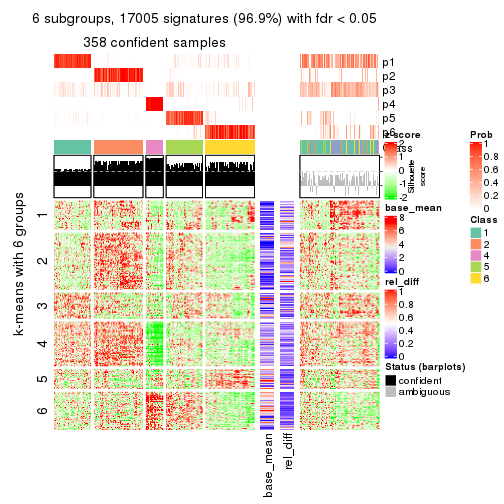 6 subgroups, 17005 signatures (96.9%) with fdr < 0.05
358 confident samples
p1
p2
p3
p4
p5
p6
Class
Silhouette
score
k-means with 6 groups
1
2
3
4
5
6
base_mean
rel_diff
z-score
2
1
0
-1
-2
base_mean
8
6
4
2
0
rel_diff
1
0.8
0.6
0.4
0.2
0
Status (barplots)
confident
ambiguous
Prob
1
0.8
0.6
0.4
0.2
0
Class
1
2
4
5
6